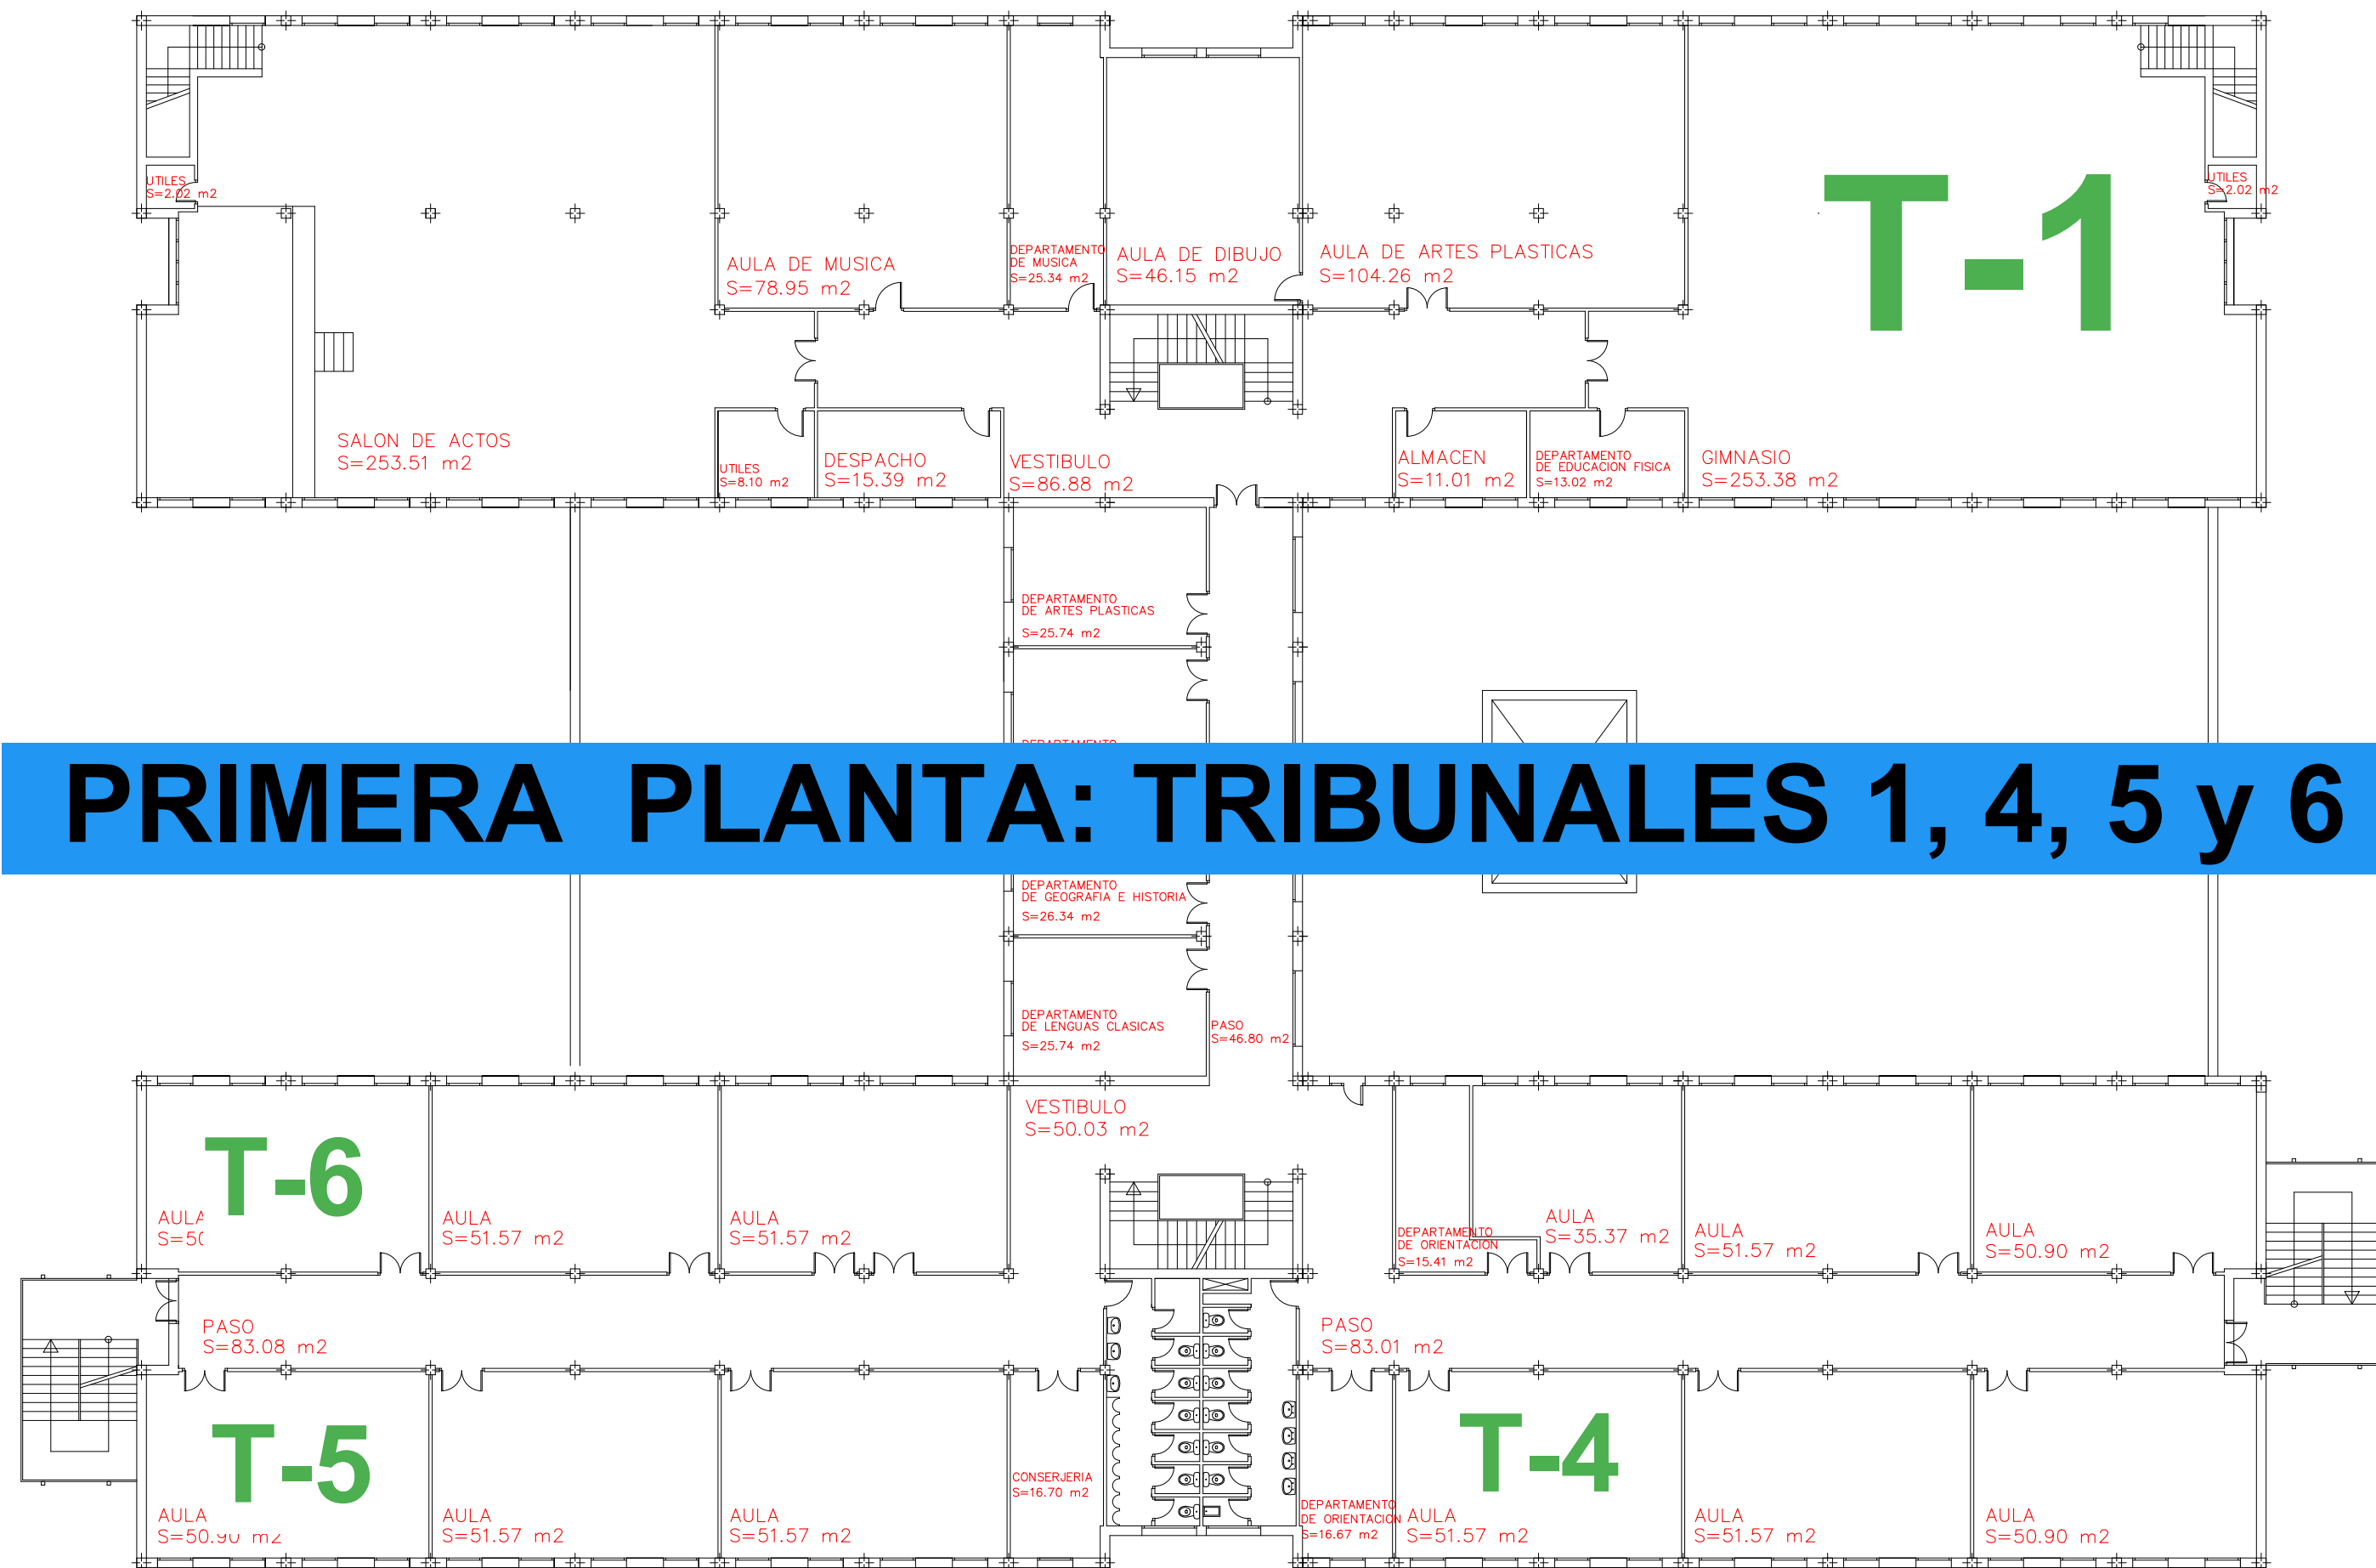 UTILES
S=2.02 m2
T-1
UTILES
S=2.02 m2
AULA DE MUSICA
S=78.95 m2
DEPARTAMENTO
DE MUSICA
S=25.34 m2
AULA DE DIBUJO
S=46.15 m2
AULA DE ARTES PLASTICAS
S=104.26 m2
SALON DE ACTOS
S=253.51 m2
UTILES
S=8.10 m2
DESPACHO
S=15.39 m2
VESTIBULO
S=86.88 m2
ALMACEN
S=11.01 m2
DEPARTAMENTO
DE EDUCACION FISICA
S=13.02 m2
GIMNASIO
S=253.38 m2
DEPARTAMENTO
DE ARTES PLASTICAS
S=25.74 m2
PRIMERA PLANTA: TRIBUNALES 1, 4, 5 y 6
DEPARTAMENTO
DE GEOGRAFIA E HISTORIA
S=26.34 m2
DEPARTAMENTO
DE LENGUAS CLASICAS
S=25.74 m2
PASO
S=46.80 m2
VESTIBULO
S=50.03 m2
T-6
AULA
AULA
S=51.57 m2
AULA
S=51.57 m2
DEPARTAMENTO
DE ORIENTACION
S=15.41 m2
AULA
S=35.37 m2
AULA
S=51.57 m2
AULA
S=50.90 m2
PASO
S=83.08 m2
PASO
S=83.01 m2
T-5
AULA
S=50.90 m2
AULA
S=51.57 m2
AULA
S=51.57 m2
CONSERJERIA
S=16.70 m2
DEPARTAMENTO
DE ORIENTACION
S=16.67 m2
T-4
AULA
S=51.57 m2
AULA
S=51.57 m2
AULA
S=50.90 m2